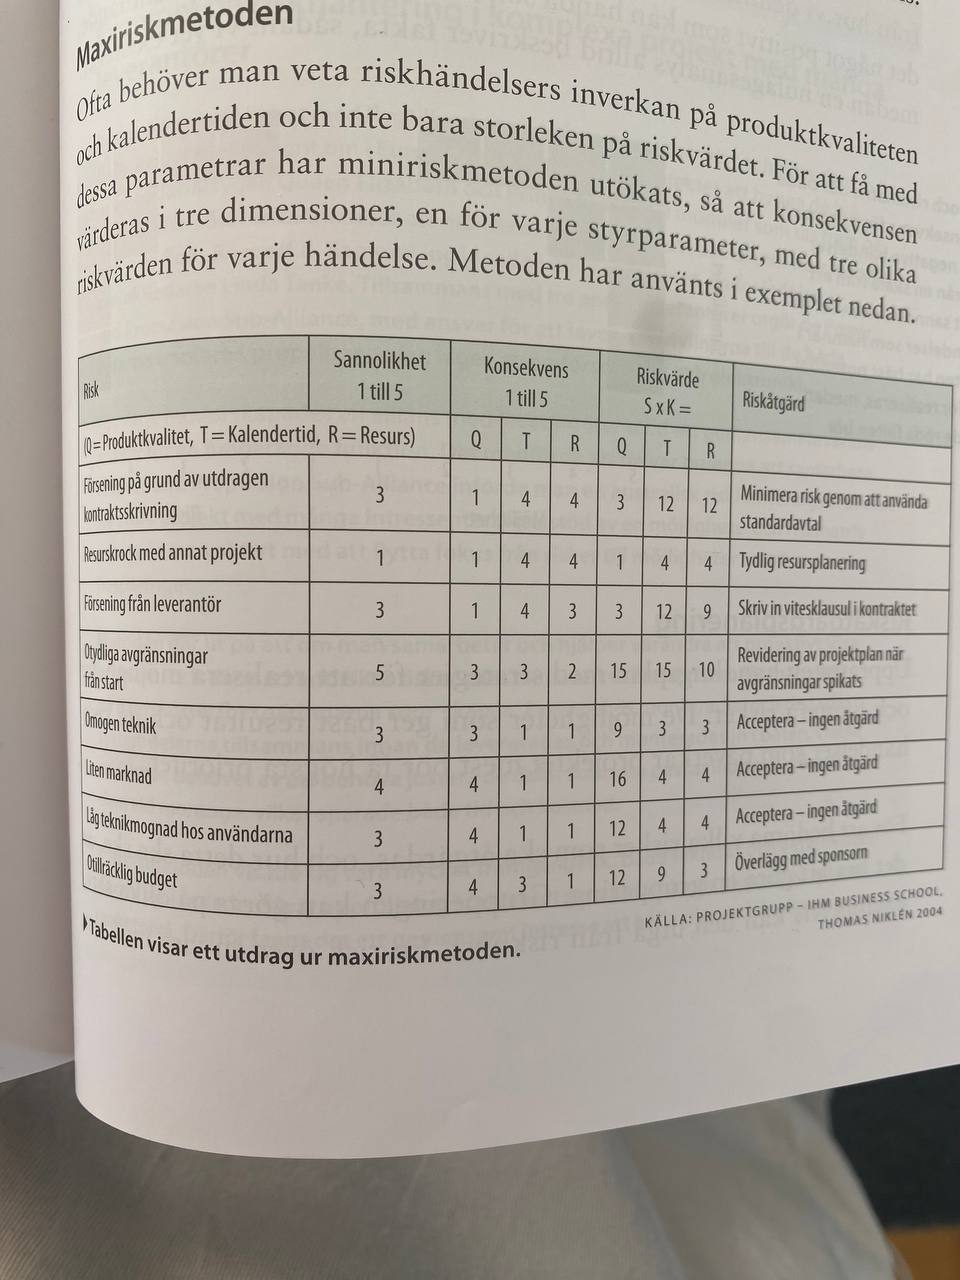 Maxiriskmetoden
Ofta behöver man veta riskhändelsers inverkan på produktkvaliteten
och kalendertiden och inte bara storleken på riskvärdet. För att få med
dessa parametrar har miniriskmetoden utökats, så att konsekvensen
värderas i tre dimensioner, en för varje styrparameter, med tre olika
riskvärden för varje händelse. Metoden har använts i exemplet nedan.
Risk Sannolikhet 1 till 5 Konsekvens 1 till 5 Riskvärde S x K = Riskåtgärd
(Q=Produktkvalitet, T=Kalendertid, R=Resurs) Q T R Q T R
Försening på grund av utdragen kontraktsskrivning 3 1 4 4 3 12 12 Minimera risk genom att använda standardavtal
Resurskrock med annat projekt 1 1 4 4 1 4 4 Tydlig resursplanering
Försening från leverantör 3 1 4 3 3 12 9 Skriv in vitesklausul i kontraktet
Otydliga avgränsningar från start 5 3 3 2 15 15 10 Revidering av projektplan när avgränsningar spikats
Omogen teknik 3 3 1 1 9 3 3 Acceptera – ingen åtgärd
Liten marknad 4 4 1 1 16 4 4 Acceptera – ingen åtgärd
Låg teknikmognad hos användarna 3 4 1 1 12 4 4 Acceptera – ingen åtgärd
Otillräcklig budget 3 4 3 1 12 9 3 Överlägg med sponsorn
KÄLLA: PROJEKTGRUPP – IHM BUSINESS SCHOOL,
THOMAS NIKLÉN 2004
Tabellen visar ett utdrag ur maxiriskmetoden.